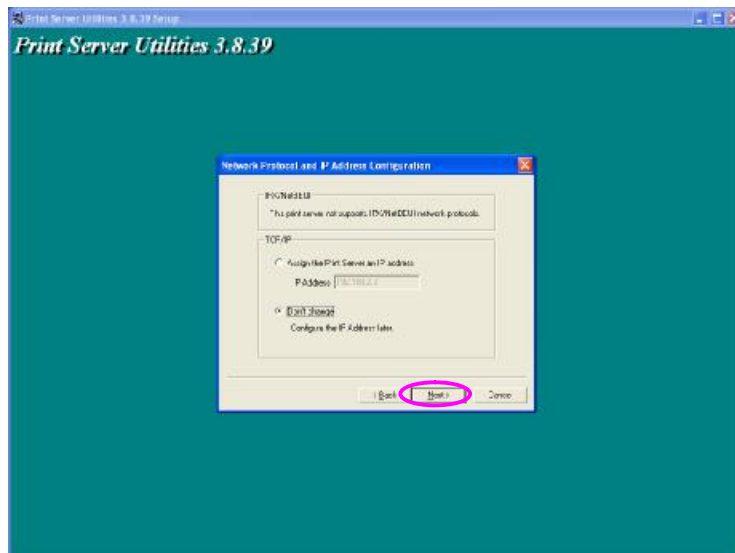 Print Server Utilities 3.8.39 Setup
Print Server Utilities 3.8.39
Network Protocol and IP Address Configuration
IPX/NetBEUI
This print server not supports IPX/NetBEUI network protocols.
TCP/IP
Assign the Print Server an IP address
IP Address
Don't change
Configure the IP Address later.
< Back
Next >
Cancel